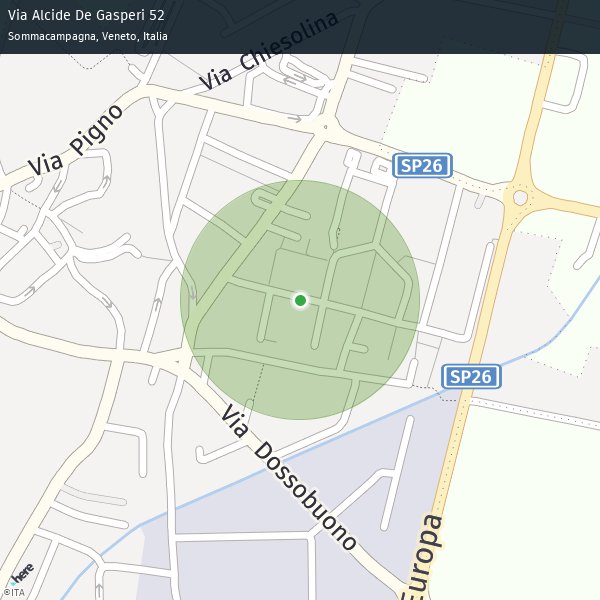 Via Alcide De Gasperi 52
Sommacampagna, Veneto, Italia
Via Chiesolina
Via Pigno
SP26
SP26
Via Dossobuono
Europa
here
©ITA